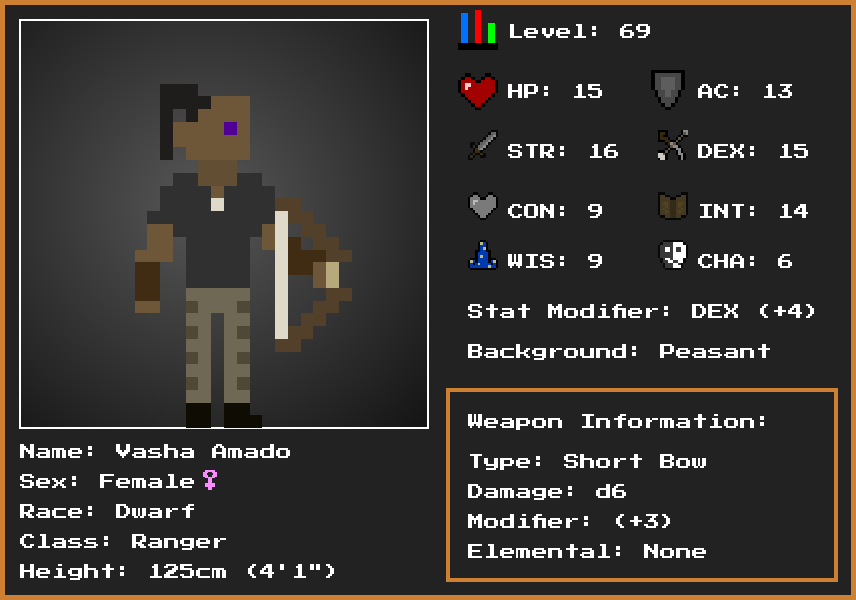 Level: 69
HP: 15
AC: 13
STR: 16
DEX: 15
CON: 9
INT: 14
WIS: 9
CHA: 6
Stat Modifier: DEX (+4)
Background: Peasant
Weapon Information:
Type: Short Bow
Damage: d6
Modifier: (+3)
Elemental: None
Name: Vasha Amado
Sex: Female♀
Race: Dwarf
Class: Ranger
Height: 125cm (4'1")